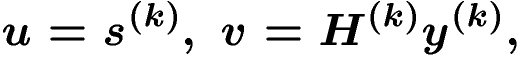 u = s^{(k)}, v = H^{(k)}y^{(k)},